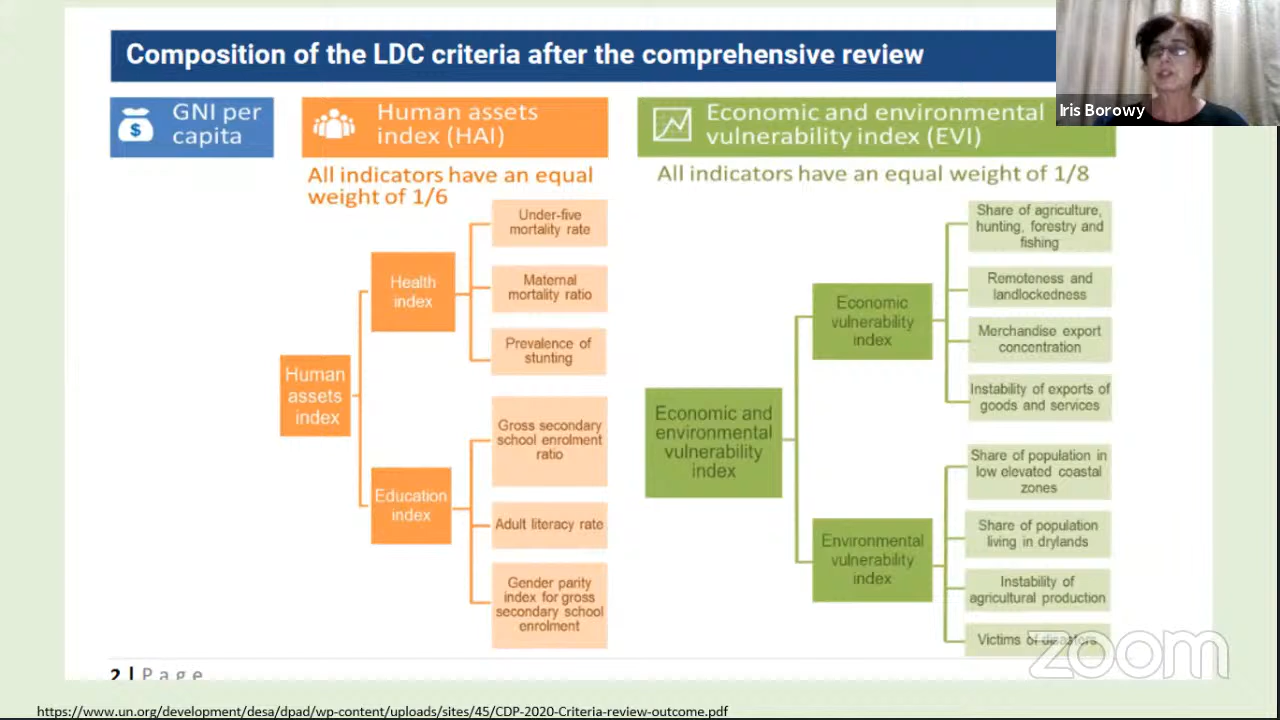 Composition of the LDC criteria after the comprehensive review
Iris Borowy
GNI per
capita
$
Human assets
index (HAI)
Economic and environmental
vulnerability index (EVI)
All indicators have an equal
weight of 1/6
All indicators have an equal weight of 1/8
Human
assets
index
Health
index
Under-five
mortality rate
Maternal
mortality ratio
Prevalence of
stunting
Education
index
Gross secondary
school enrolment
ratio
Adult literacy rate
Gender parity
index for gross
secondary school
enrolment
Economic and
environmental
vulnerability
index
Economic
vulnerability
index
Share of agriculture,
hunting, forestry and
fishing
Remoteness and
landlockedness
Merchandise export
concentration
Instability of exports of
goods and services
Environmental
vulnerability
index
Share of population in
low elevated coastal
zones
Share of population
living in drylands
Instability of
agricultural production
Victims of disasters
zoom
2 | Page
https://www.un.org/development/desa/dpad/wp-content/uploads/sites/45/CDP-2020-Criteria-review-outcome.pdf